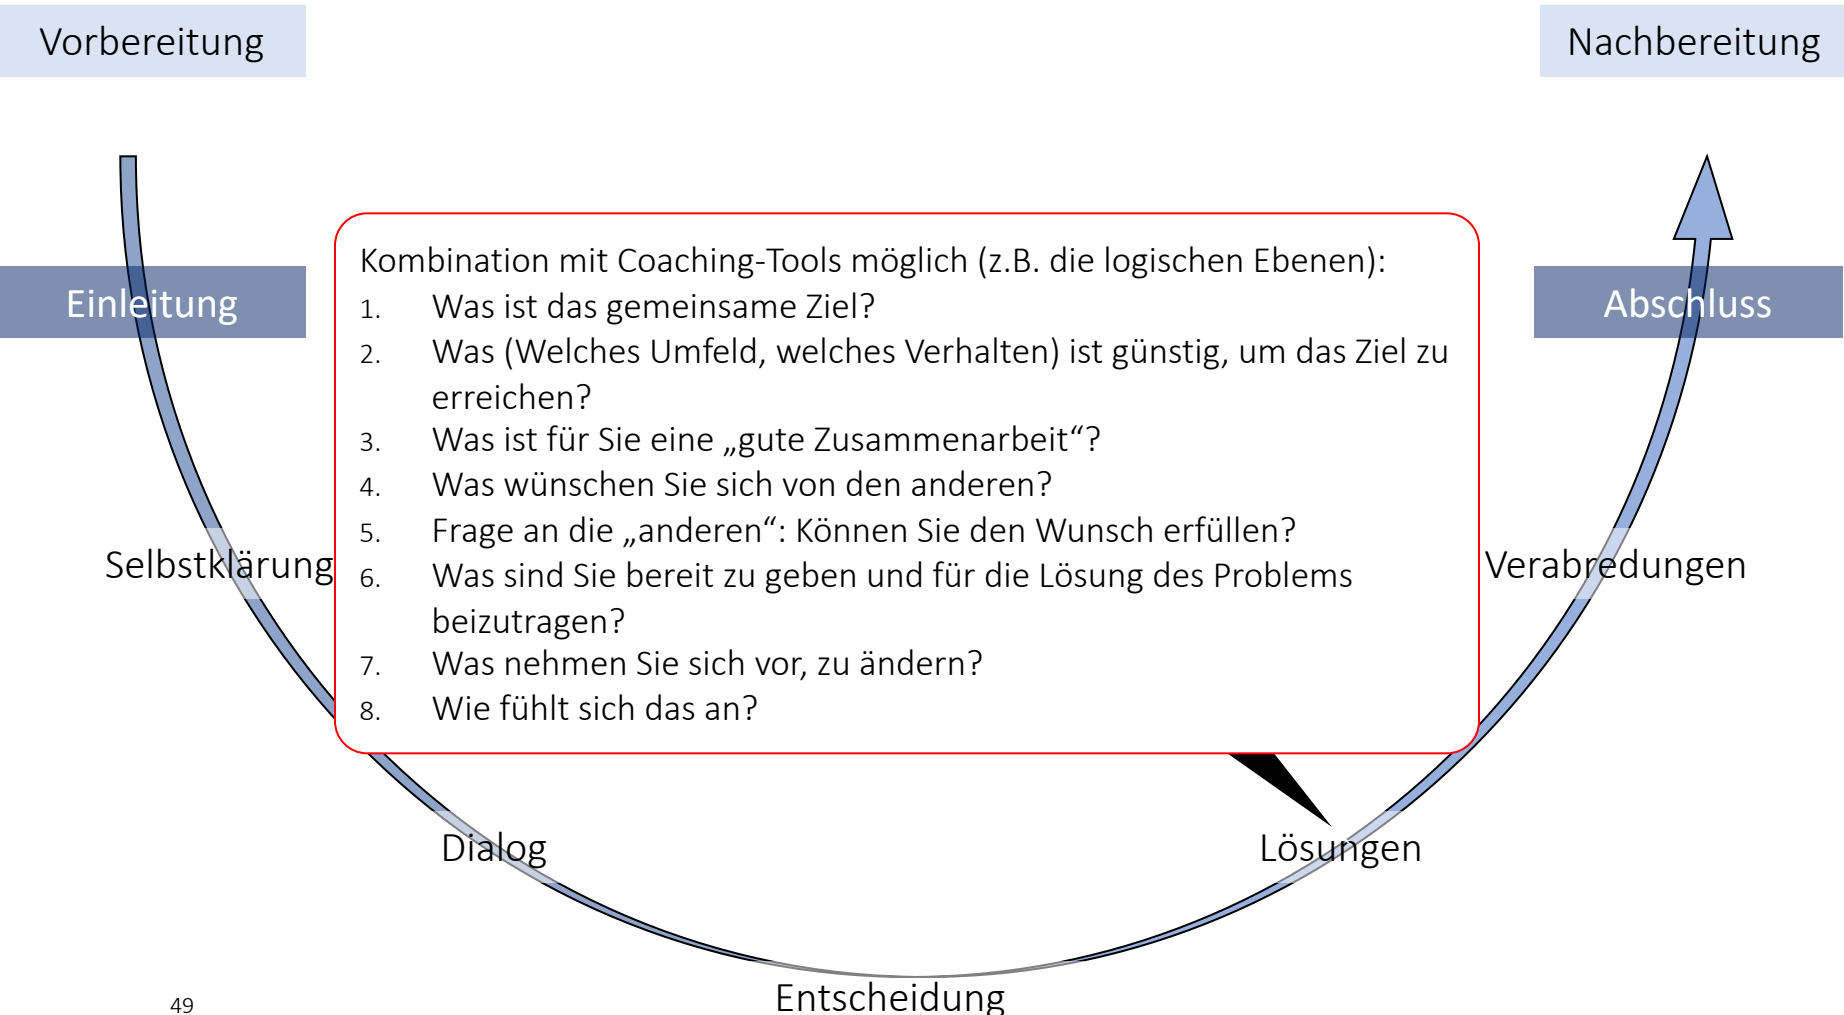 Vorbereitung
Nachbereitung
Einleitung
Abschluss
Kombination mit Coaching-Tools möglich (z.B. die logischen Ebenen):
1. Was ist das gemeinsame Ziel?
2. Was (Welches Umfeld, welches Verhalten) ist günstig, um das Ziel zu
erreichen?
3. Was ist für Sie eine „gute Zusammenarbeit“?
4. Was wünschen Sie sich von den anderen?
5. Frage an die „anderen“: Können Sie den Wunsch erfüllen?
6. Was sind Sie bereit zu geben und für die Lösung des Problems
beizutragen?
7. Was nehmen Sie sich vor, zu ändern?
8. Wie fühlt sich das an?
Selbstklärung
Verabredungen
Dialog
Lösungen
Entscheidung
49